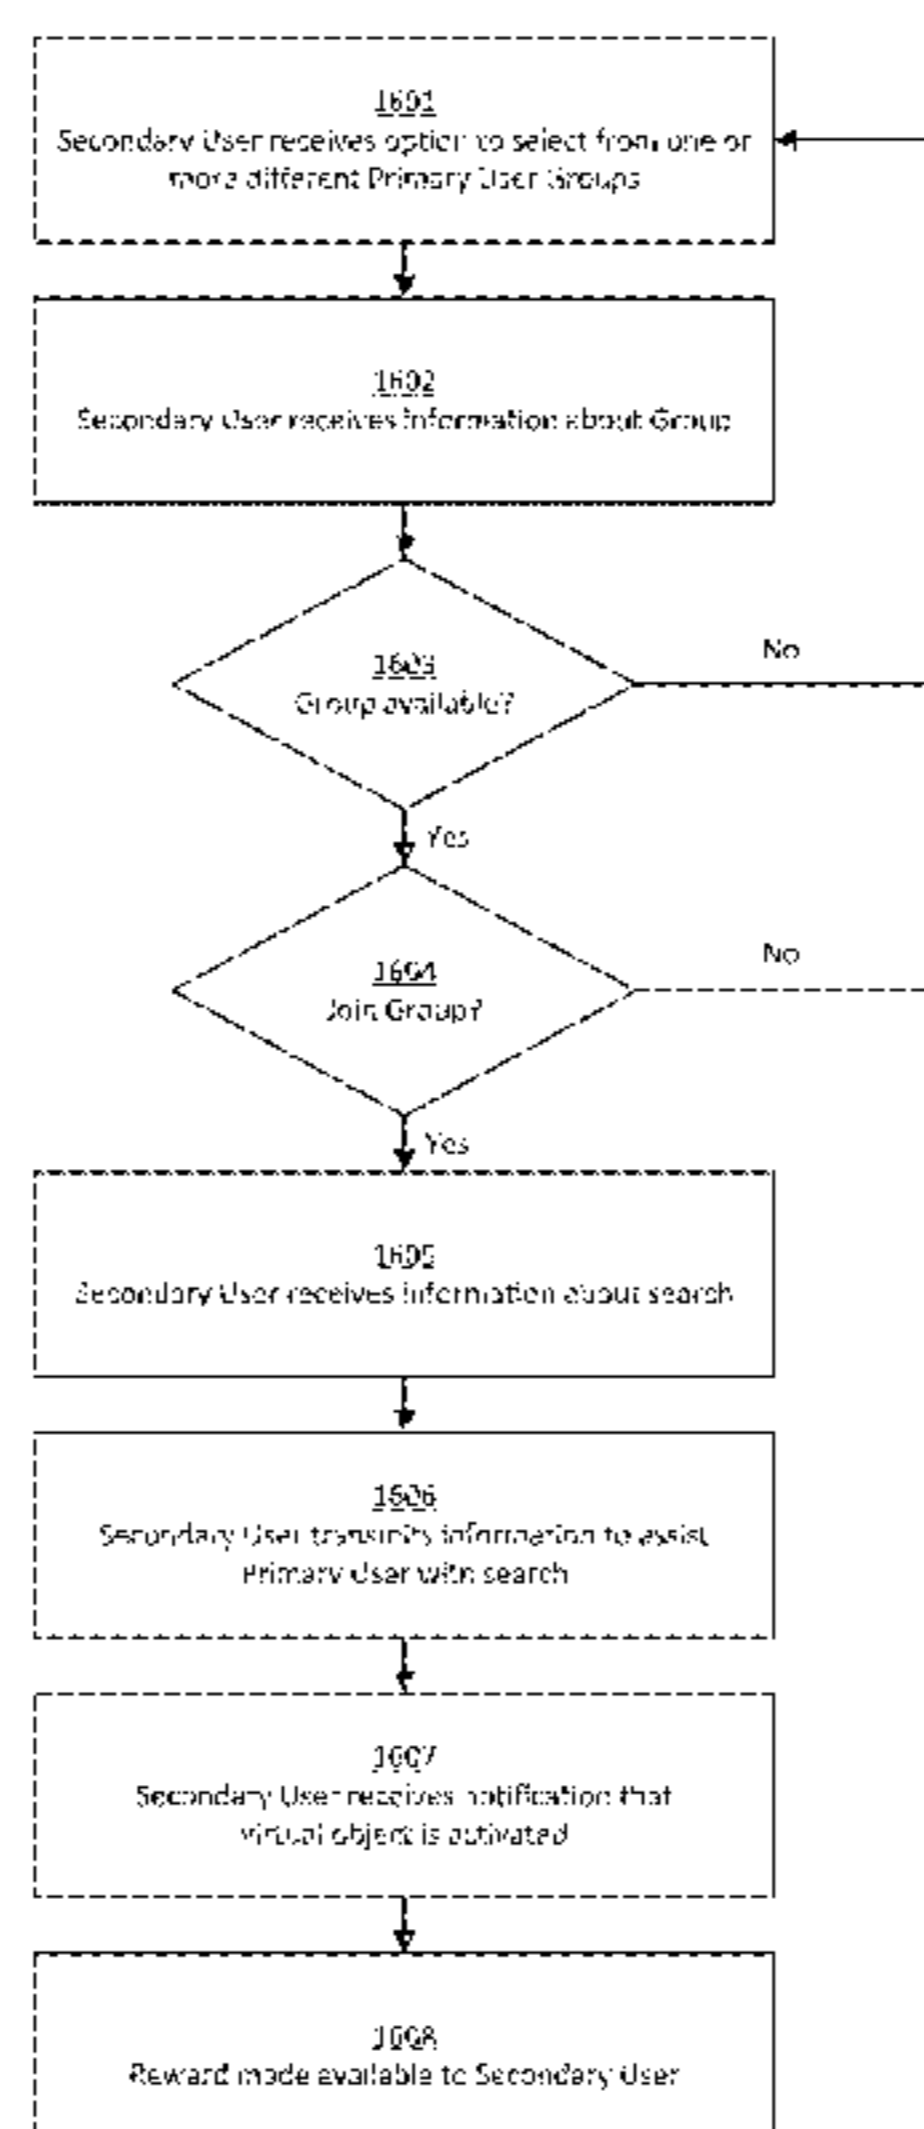 1601
Secondary User receives option to select from one or
more different Primary User Groups
1602
Secondary User receives information about Group
1603
Group available?
No
Yes
1604
Join Group?
No
Yes
1605
Secondary User receives information about search
1606
Secondary User transmits information to assist
Primary User with search
1607
Secondary User receives notification that
virtual object is activated
1608
Reward made available to Secondary User